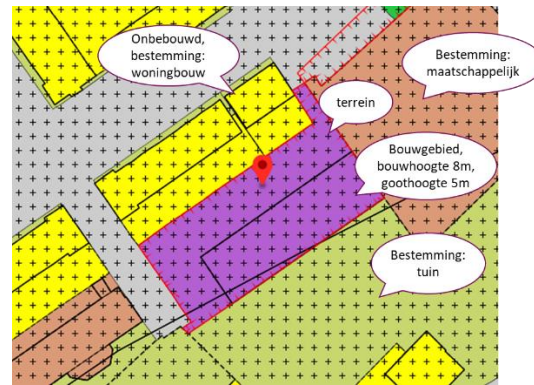 Onbebouwd,
bestemming:
woningbouw
Bestemming:
maatschappelijk
terrein
Bouwgebied,
bouwhoogte 8m,
goothoogte 5m
Bestemming:
tuin